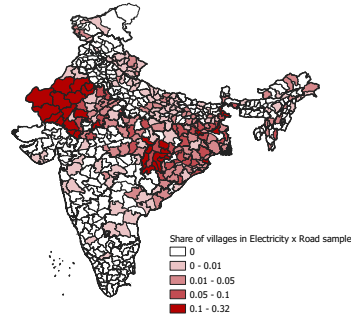 Share of villages in Electricity x Road sample
0
0 - 0.01
0.01 - 0.05
0.05 - 0.1
0.1 - 0.32